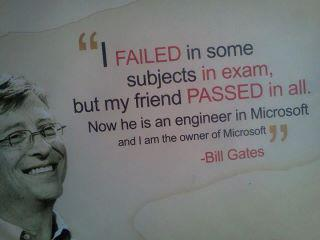 “I FAILED in some
subjects in exam,
but my friend PASSED in all.
Now he is an engineer in Microsoft
and I am the owner of Microsoft”
-Bill Gates